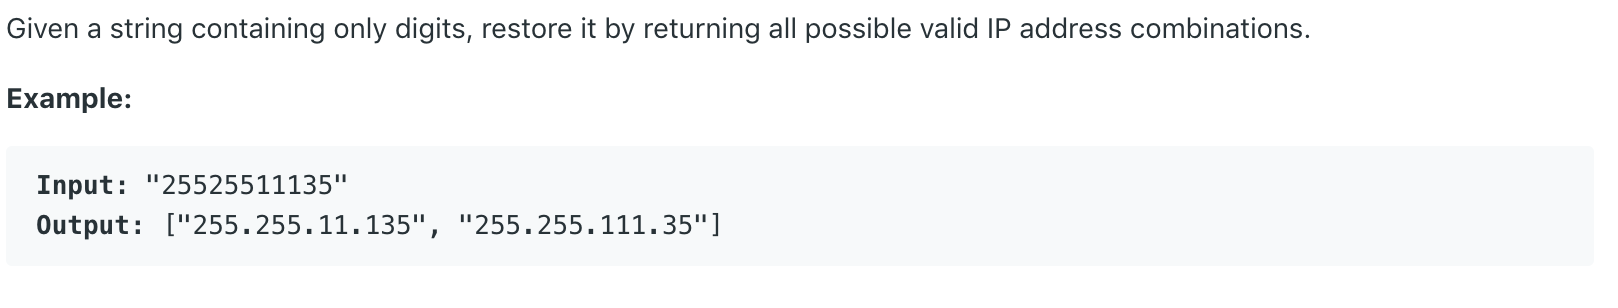 Given a string containing only digits, restore it by returning all possible valid IP address combinations.
Example:
Input: "25525511135"
Output: ["255.255.11.135", "255.255.111.35"]